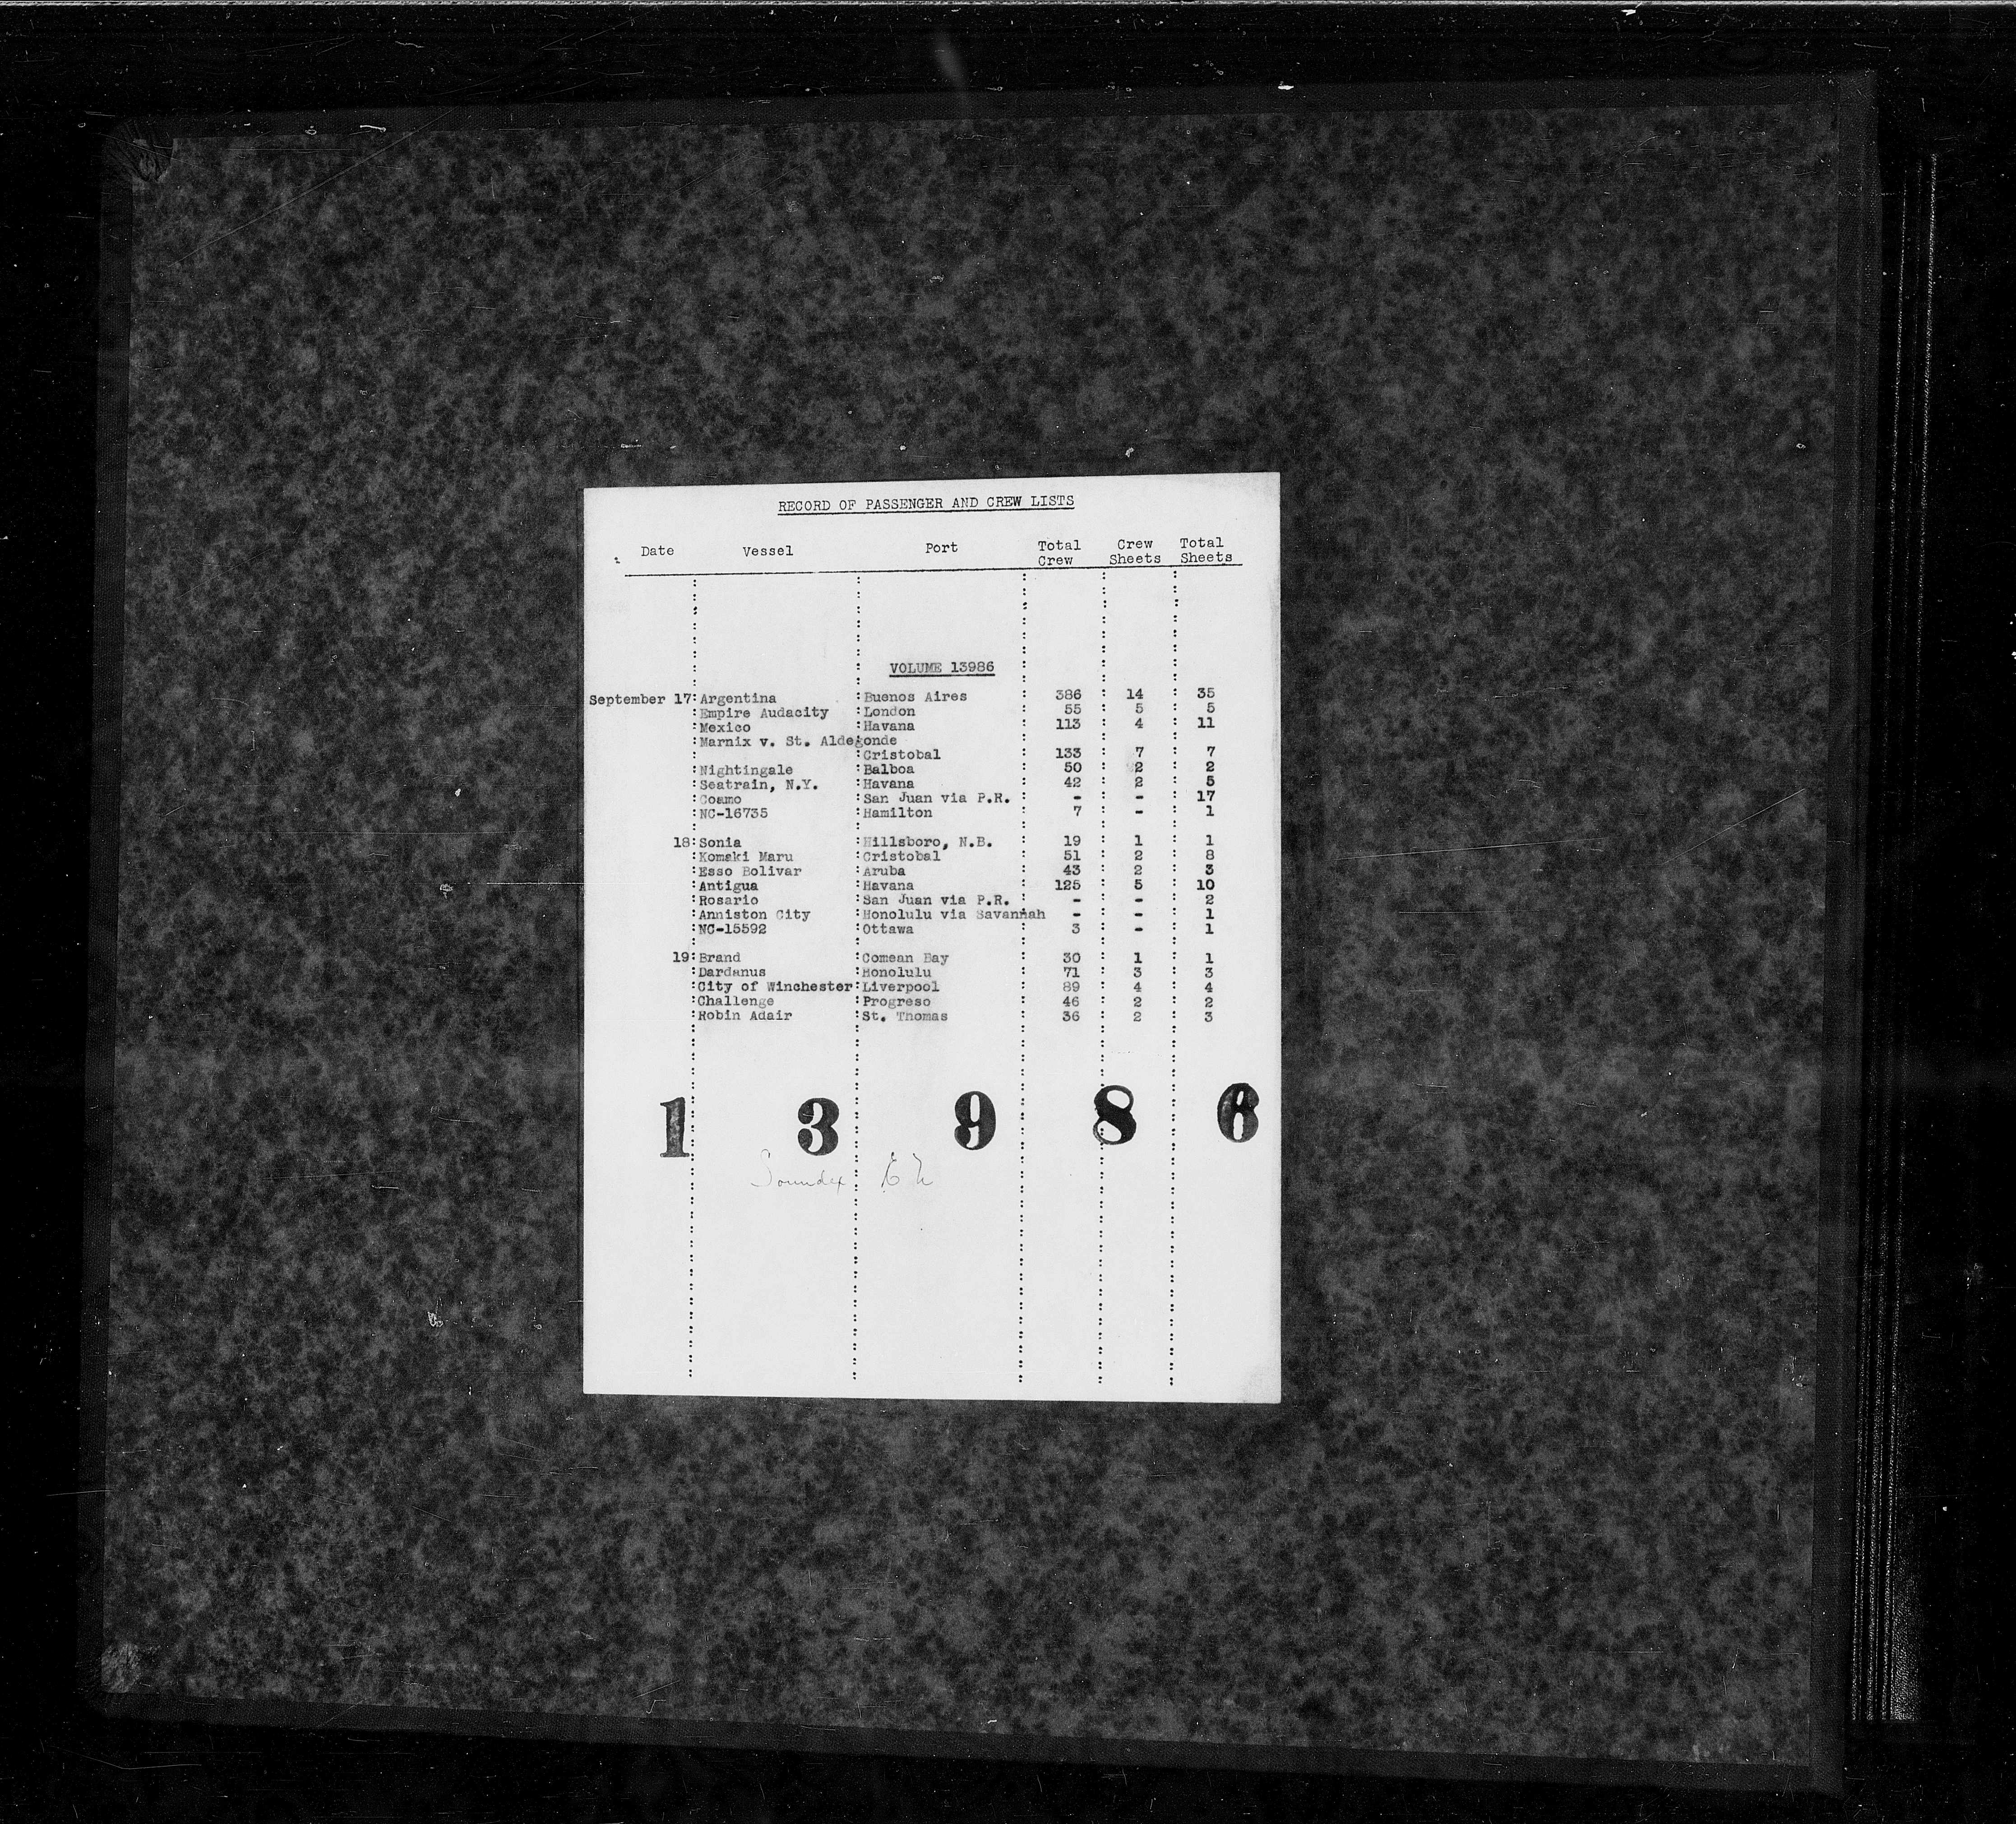 RECORD OF PASSENGER AND CREW LISTS
Date Vessel Port Total Crew Crew Sheets Total Sheets
VOLUME 13986
September 17 : Argentina : Buenos Aires : 386 : 14 : 35
: Empire Audacity : London : 55 : 5 : 5
: Mexico : Havana : 113 : 4 : 11
: Marnix v. St. Aldegonde
: Cristobal : 133 : 7 : 7
: Nightingale : Balboa : 50 : 2 : 2
: Seatrain, N.Y. : Havana : 42 : 2 : 5
: Coamo : San Juan via P.R. : - : - : 17
: NC-16735 : Hamilton : 7 : - : 1
18 : Sonia : Hillsboro, N.B. : 19 : 1 : 1
: Komaki Maru : Cristobal : 51 : 2 : 8
: Esso Bolivar : Aruba : 43 : 2 : 3
: Antigua : Havana : 125 : 5 : 10
: Rosario : San Juan via P.R. : - : - : 2
: Anniston City : Honolulu via Savannah - : - : 1
: NC-15592 : Ottawa : 3 : - : 1
19 : Brand : Comean Bay : 30 : 1 : 1
: Dardanus : Honolulu : 71 : 3 : 3
: City of Winchester : Liverpool : 89 : 4 : 4
: Challenge : Progreso : 46 : 2 : 2
: Robin Adair : St. Thomas : 36 : 2 : 3
1 3 9 8 6
Soundex